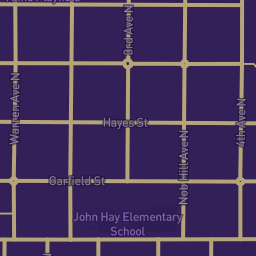 3rd Ave N
Warren Ave N
Hayes St
4th Ave N
Nob Hill Ave N
Garfield St
John Hay Elementary
School